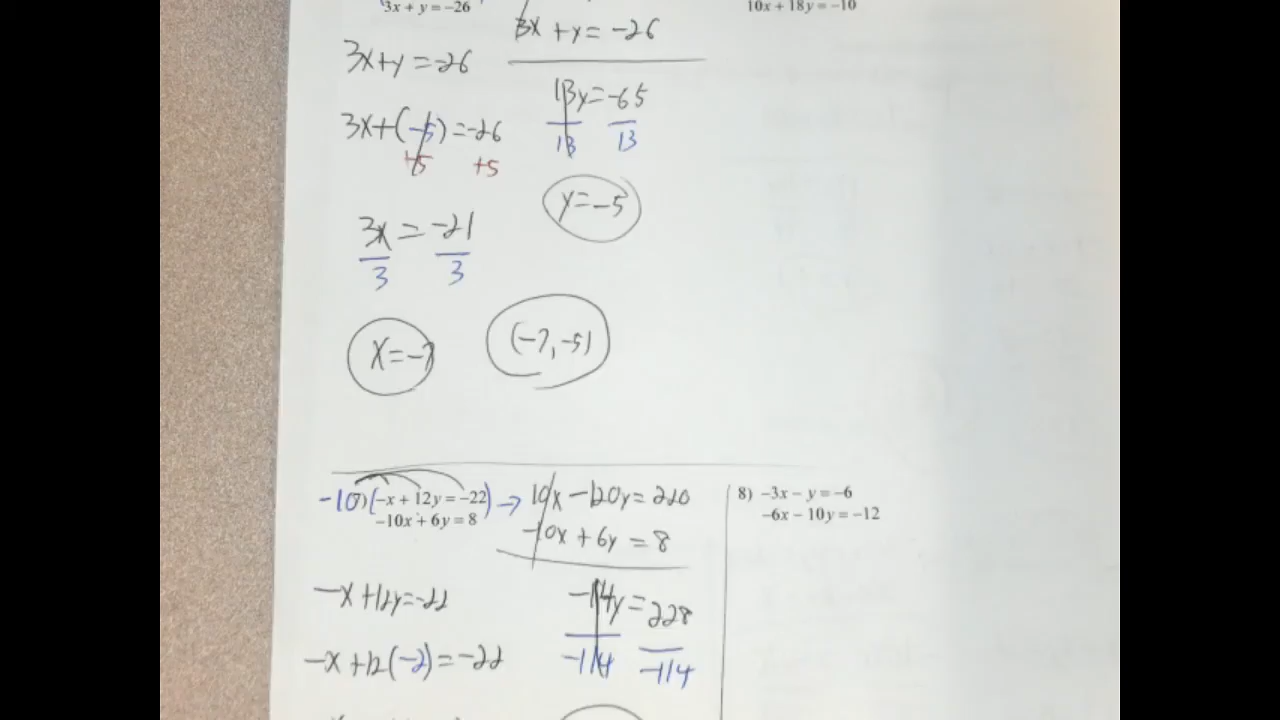 3x + y = -26
3x + y = -26
3x + y = -26
13y = -65
13 13
3x + (-5) = -26
+5 +5
y = -5
3x = -21
3 3
x = -7
(-7, -5)
10x + 18y = -10
-10 7) (-x + 12y = -22) → 10x - 120y = 220
-10x + 6y = 8
-10x + 6y = 8
-114y = 228
-114 -114
-x + 12y = -22
-x + 12(-2) = -22
8) -3x - y = -6
-6x - 10y = -12